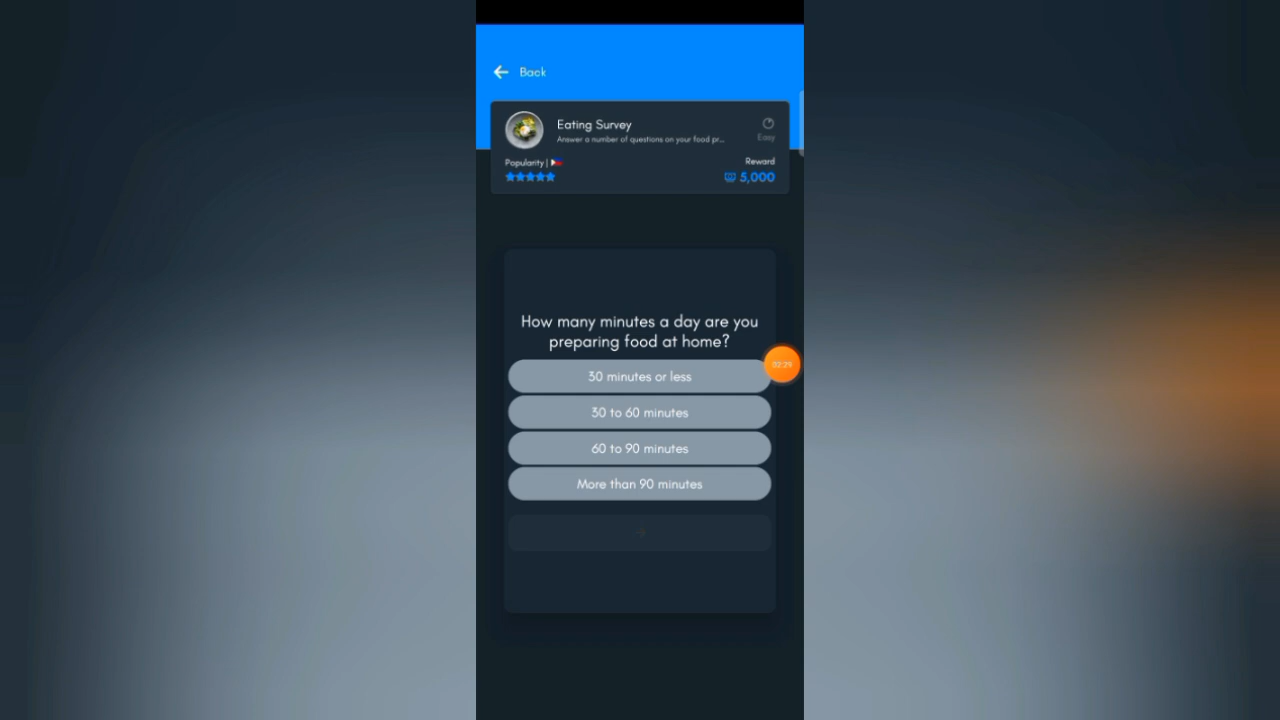 Back
Eating Survey
Answer a number of questions on your food pr...
Easy
Popularity |
Reward
5,000
How many minutes a day are you
preparing food at home?
30 minutes or less
02:29
30 to 60 minutes
60 to 90 minutes
More than 90 minutes